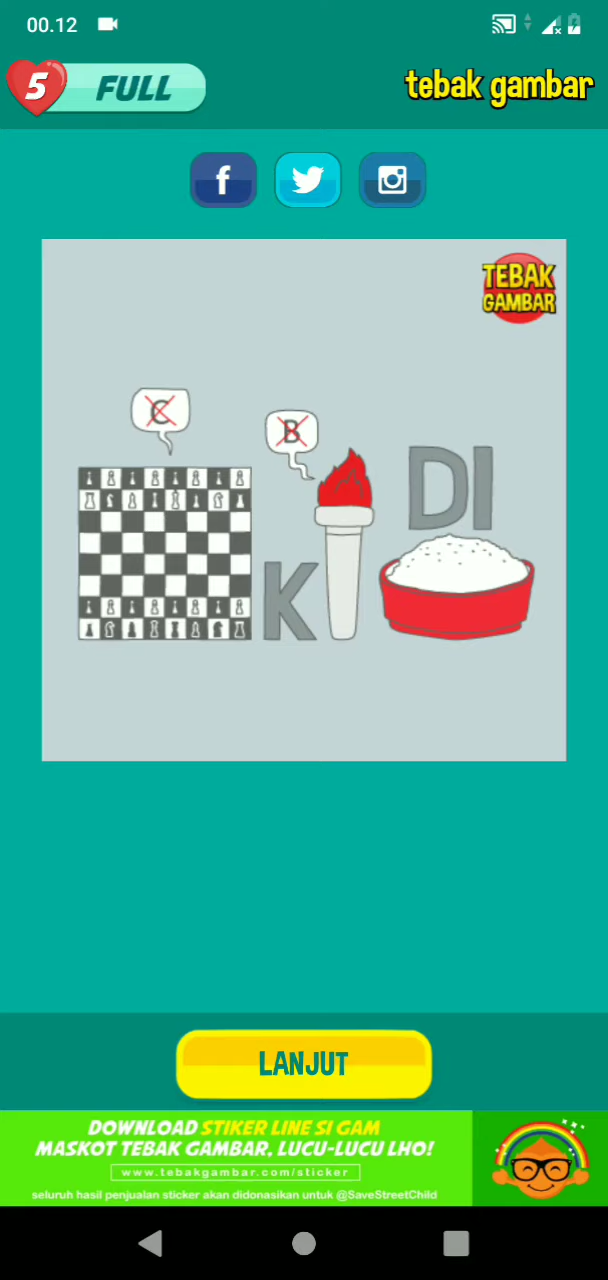 00.12
5 FULL
tebak gambar
f
TEBAK
GAMBAR
C
B
DI
K
LANJUT
DOWNLOAD STIKER LINE SI GAM
MASKOT TEBAK GAMBAR, LUCU-LUCU LHO!
www.tebakgambar.com/sticker
seluruh hasil penjualan sticker akan didonasikan untuk @SaveStreetChild